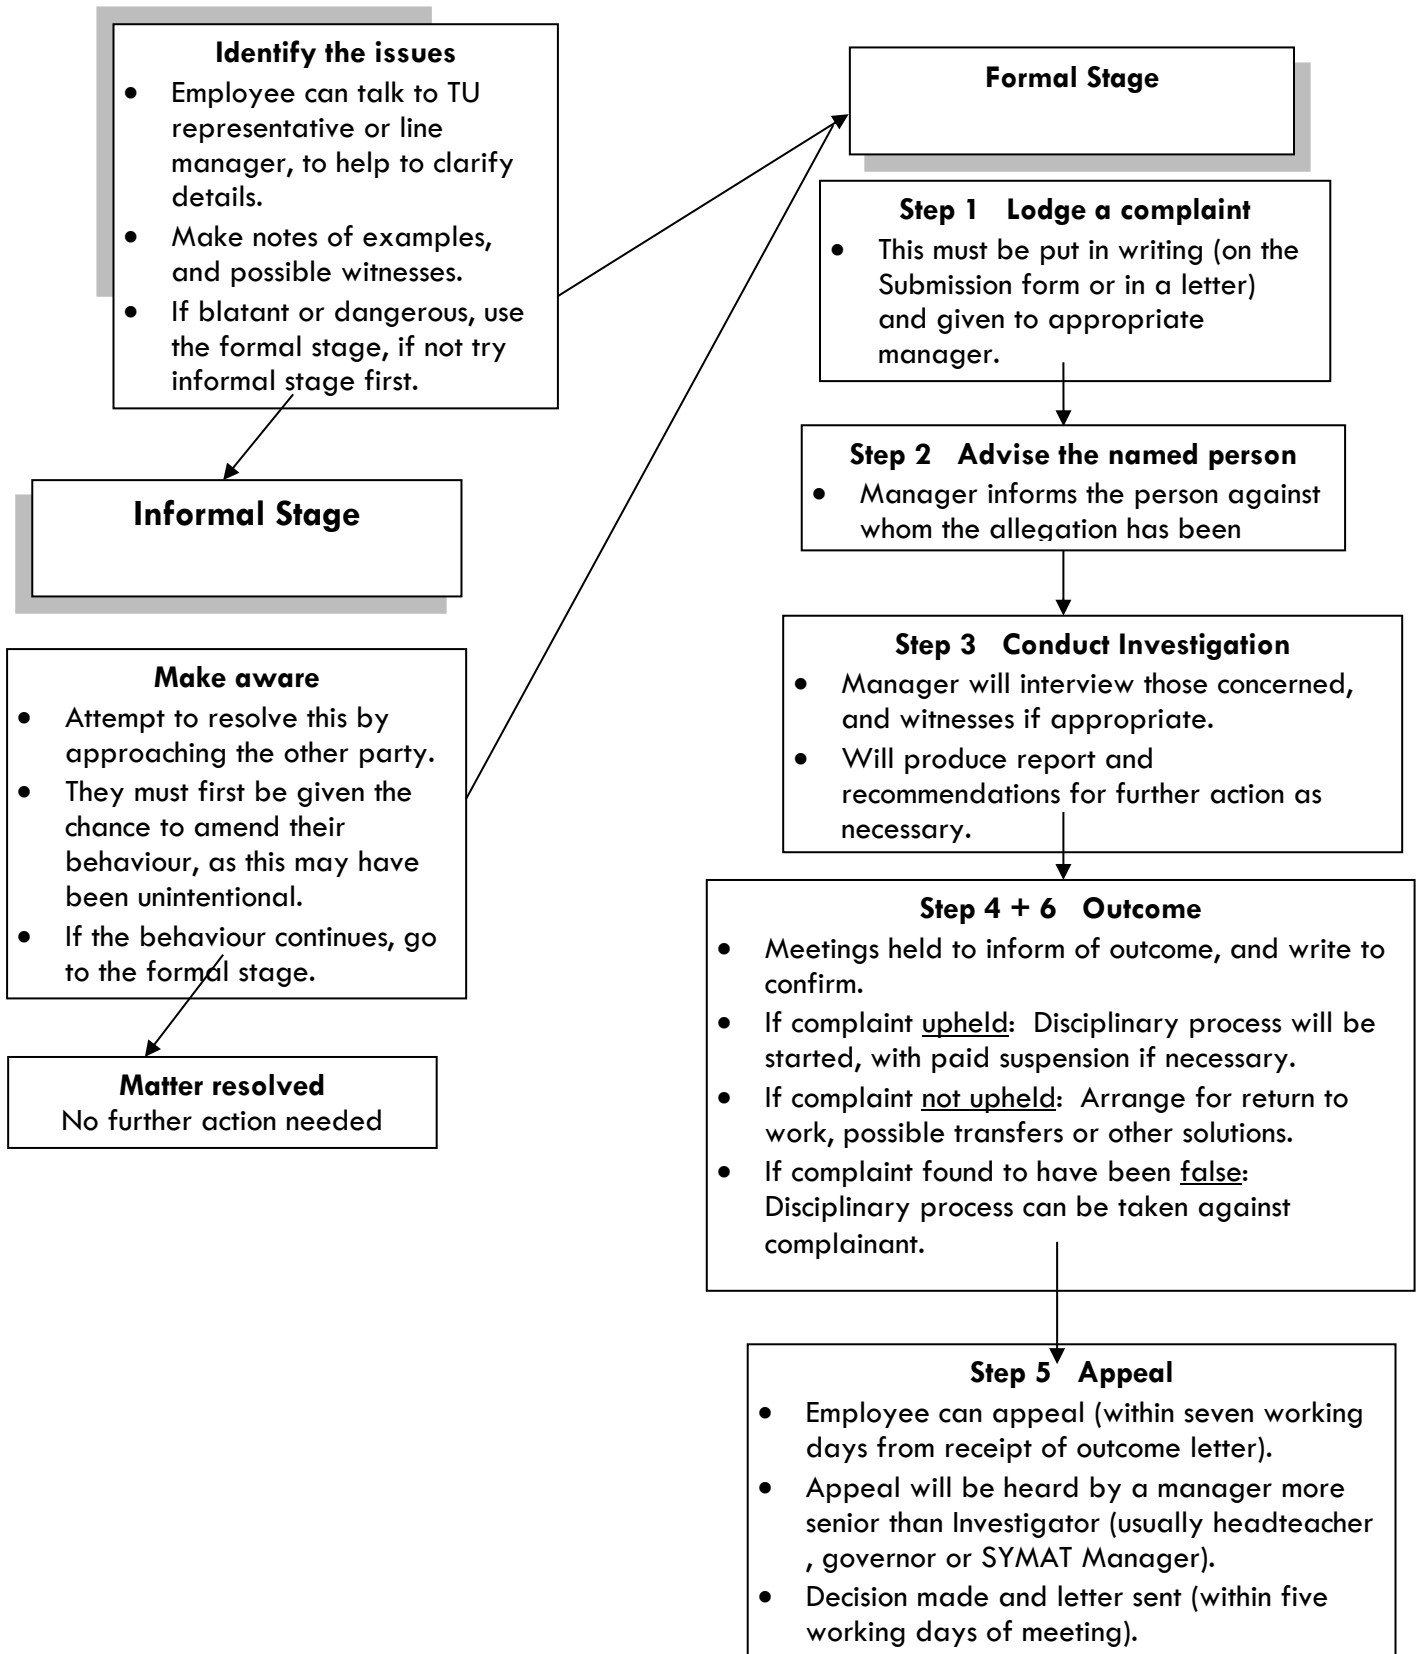 Identify the issues
• Employee can talk to TU
representative or line
manager, to help to clarify
details.
• Make notes of examples,
and possible witnesses.
• If blatant or dangerous, use
the formal stage, if not try
informal stage first.
Informal Stage
Make aware
• Attempt to resolve this by
approaching the other party.
• They must first be given the
chance to amend their
behaviour, as this may have
been unintentional.
• If the behaviour continues, go
to the formal stage.
Matter resolved
No further action needed
Formal Stage
Step 1 Lodge a complaint
• This must be put in writing (on the
Submission form or in a letter)
and given to appropriate
manager.
Step 2 Advise the named person
• Manager informs the person against
whom the allegation has been
Step 3 Conduct Investigation
• Manager will interview those concerned,
and witnesses if appropriate.
• Will produce report and
recommendations for further action as
necessary.
Step 4 + 6 Outcome
• Meetings held to inform of outcome, and write to
confirm.
• If complaint upheld: Disciplinary process will be
started, with paid suspension if necessary.
• If complaint not upheld: Arrange for return to
work, possible transfers or other solutions.
• If complaint found to have been false:
Disciplinary process can be taken against
complainant.
Step 5 Appeal
• Employee can appeal (within seven working
days from receipt of outcome letter).
• Appeal will be heard by a manager more
senior than Investigator (usually headteacher
, governor or SYMAT Manager).
• Decision made and letter sent (within five
working days of meeting).